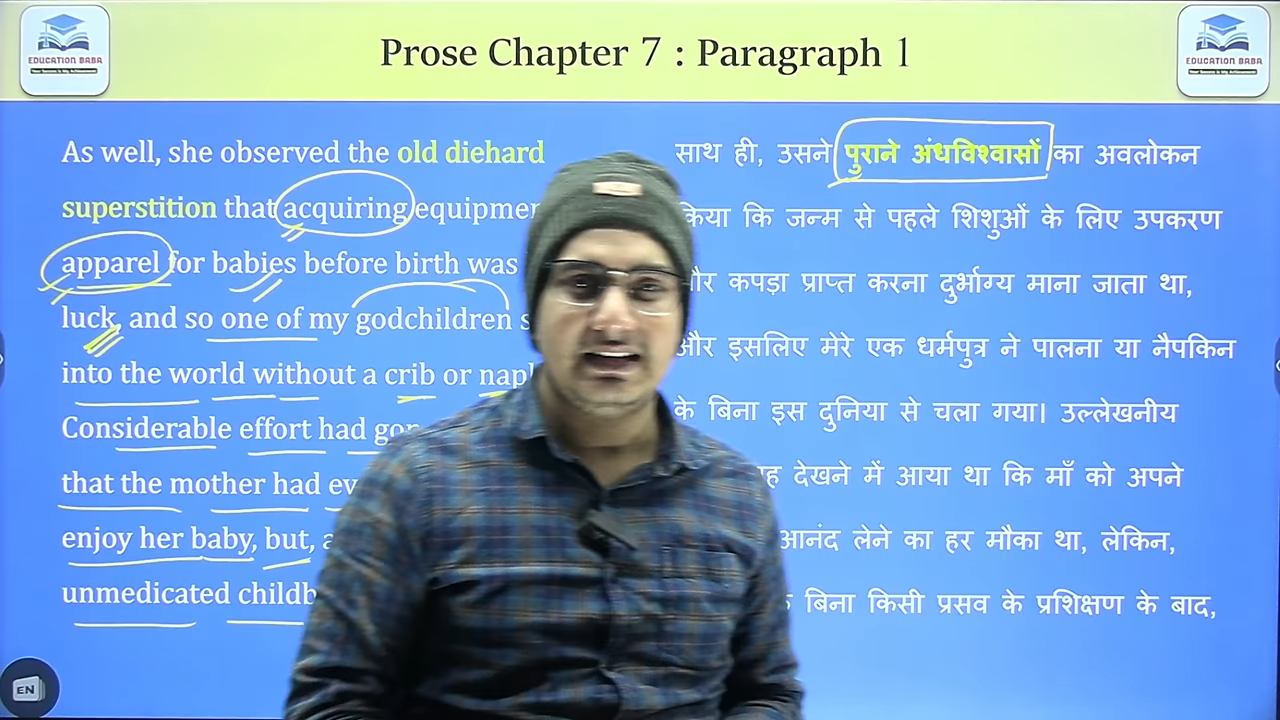 Prose Chapter 7 : Paragraph 1
EDUCATION BABA
EDUCATION BABA
As well, she observed the old diehard
superstition that acquiring
apparel for babies before birth was
luck, and so one of my godchildren
into the world without a crib or
Considerable effort had
that the mother had
enjoy her baby, but,
unmedicated
साथ ही, उसने पुराने अंधविश्वासों का अवलोकन
किया कि जन्म से पहले शिशुओं के लिए उपकरण
और कपड़ा प्राप्त करना दुर्भाग्य माना जाता था,
और इसलिए मेरे एक धर्मपुत्र ने पालना या नैपकिन
के बिना इस दुनिया से चला गया। उल्लेखनीय
देखने में आया था कि माँ को अपने
आनंद लेने का हर मौका था, लेकिन,
बिना किसी प्रसव के प्रशिक्षण के बाद,
EN